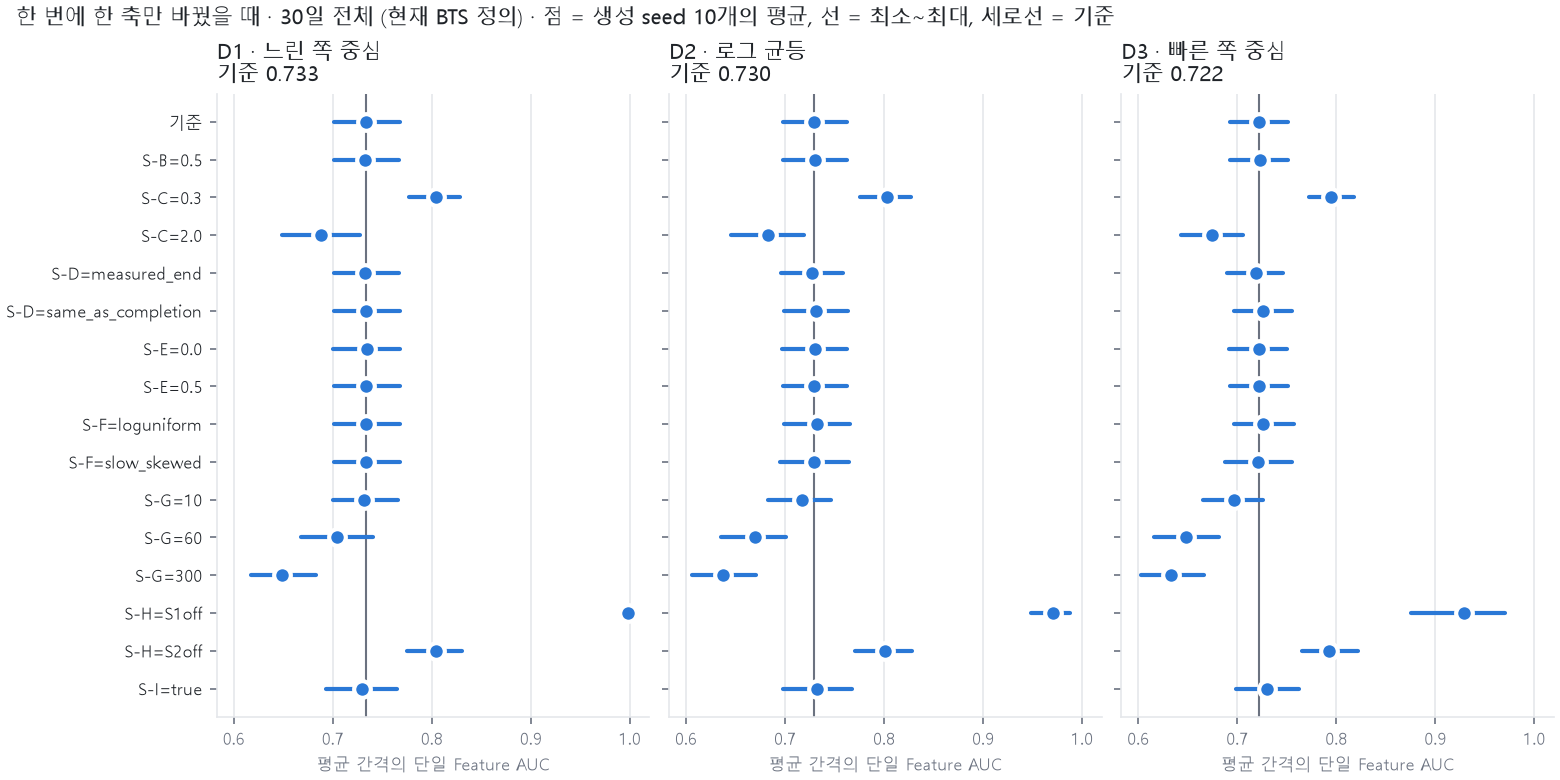 한 번에 한 축만 바꿨을 때 · 30일 전체 (현재 BTS 정의) · 점 = 생성 seed 10개의 평균, 선 = 최소~최대, 세로선 = 기준
D1 · 느린 쪽 중심
기준 0.733
D2 · 로그 균등
기준 0.730
D3 · 빠른 쪽 중심
기준 0.722
기준
S-B=0.5
S-C=0.3
S-C=2.0
S-D=measured_end
S-D=same_as_completion
S-E=0.0
S-E=0.5
S-F=loguniform
S-F=slow_skewed
S-G=10
S-G=60
S-G=300
S-H=S1off
S-H=S2off
S-I=true
0.6 0.7 0.8 0.9 1.0
평균 간격의 단일 Feature AUC
0.6 0.7 0.8 0.9 1.0
평균 간격의 단일 Feature AUC
0.6 0.7 0.8 0.9 1.0
평균 간격의 단일 Feature AUC